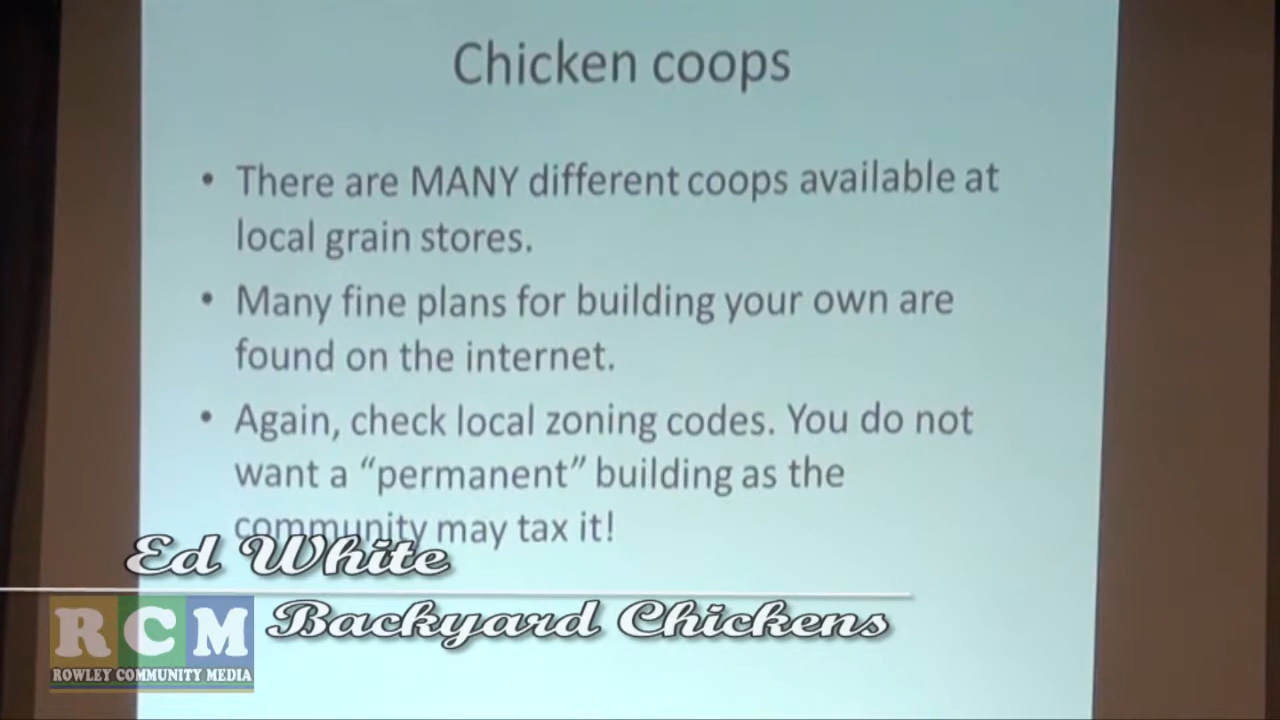 Chicken coops
• There are MANY different coops available at
local grain stores.
• Many fine plans for building your own are
found on the internet.
• Again, check local zoning codes. You do not
want a “permanent” building as the
community may tax it!
Ed White
Backyard Chickens
RCM
ROWLEY COMMUNITY MEDIA